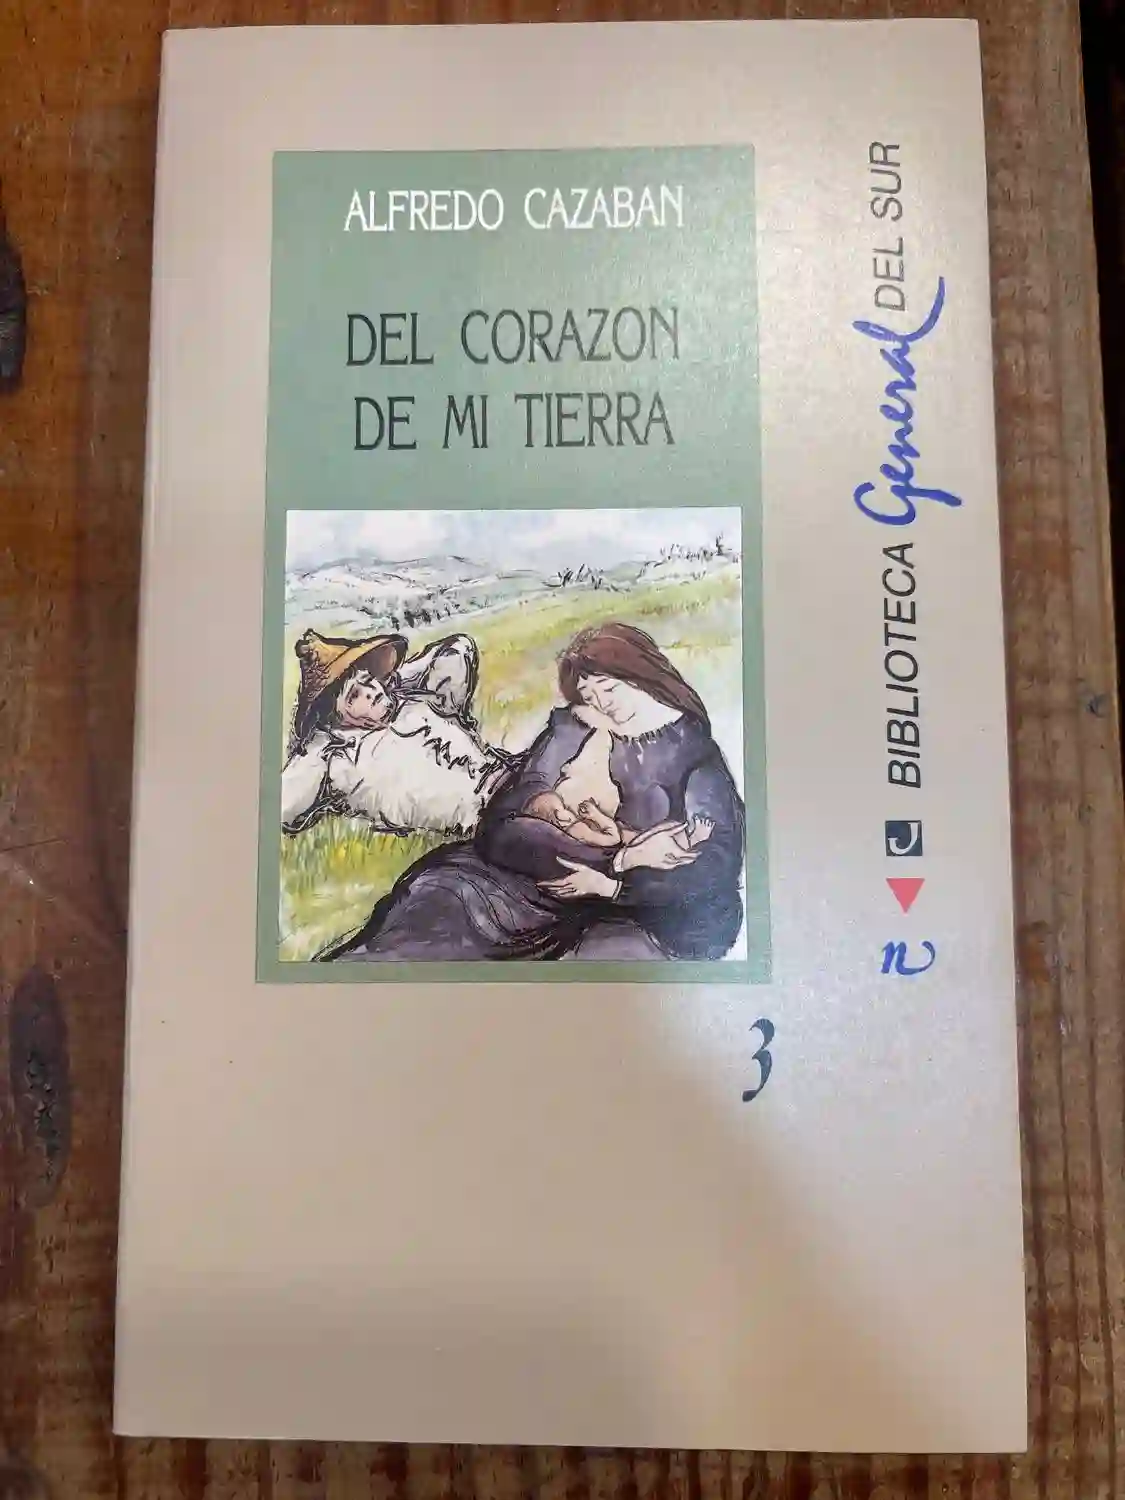 ALFREDO CAZABAN
DEL CORAZON
DE MI TIERRA
BIBLIOTECA General DEL SUR
n
3